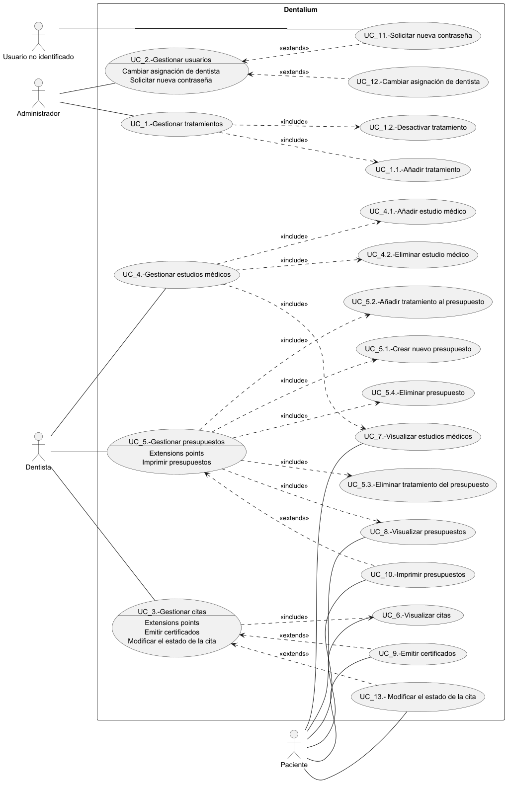 Dentalium
UC_11.-Solicitar nueva contraseña
Usuario no identificado
«extends»
UC_2.-Gestionar usuarios
Cambiar asignación de dentista
Solicitar nueva contraseña
«extends»
UC_12.-Cambiar asignación de dentista
Administrador
UC_1.-Gestionar tratamientos
«include»
UC_1.2.-Desactivar tratamiento
«include»
UC_1.1.-Añadir tratamiento
UC_4.1.-Añadir estudio médico
«include»
UC_4.2.-Eliminar estudio médico
«include»
UC_4.-Gestionar estudios médicos
«include»
UC_5.2.-Añadir tratamiento al presupuesto
«include»
UC_5.1.-Crear nuevo presupuesto
«include»
UC_5.4.-Eliminar presupuesto
«include»
«include»
UC_7.-Visualizar estudios médicos
Dentista
UC_5.-Gestionar presupuestos
Extensions points
Imprimir presupuestos
«include»
UC_5.3.-Eliminar tratamiento del presupuesto
«include»
«extends»
UC_8.-Visualizar presupuestos
UC_10.-Imprimir presupuestos
UC_3.-Gestionar citas
Extensions points
Emitir certificados
Modificar el estado de la cita
«include»
UC_6.-Visualizar citas
«extends»
UC_9.-Emitir certificados
«extends»
UC_13.- Modificar el estado de la cita
Paciente